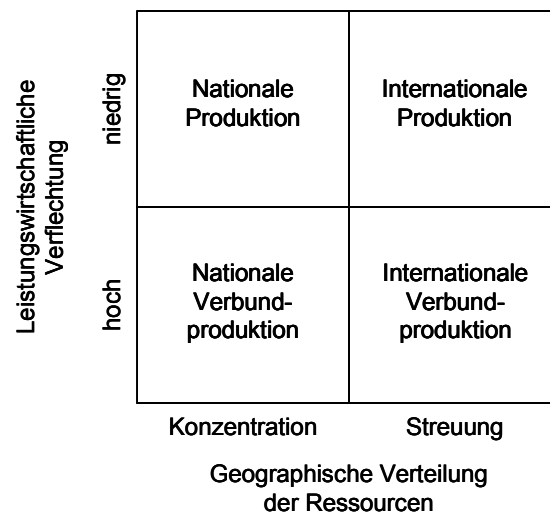 Leistungswirtschaftliche
Verflechtung
niedrig
Nationale
Produktion
Internationale
Produktion
hoch
Nationale
Verbund-
produktion
Internationale
Verbund-
produktion
Konzentration
Streuung
Geographische Verteilung
der Ressourcen